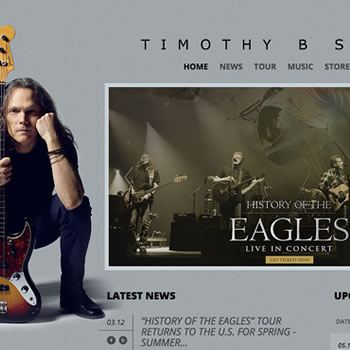 TIMOTHY B S
HOME NEWS TOUR MUSIC STORE
HISTORY OF THE
EAGLES
LIVE IN CONCERT
GET TICKETS NOW
LATEST NEWS
UPC
03.12
"HISTORY OF THE EAGLES" TOUR
RETURNS TO THE U.S. FOR SPRING -
SUMMER...
DATE
05.1